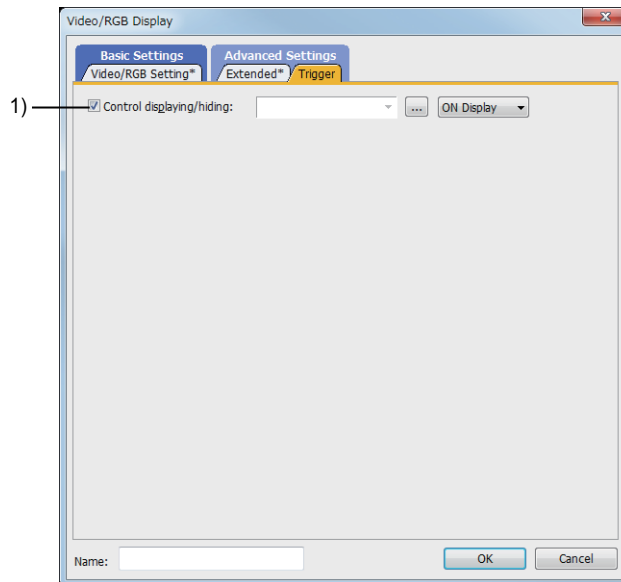 Video/RGB Display
Basic Settings Advanced Settings
Video/RGB Setting* Extended* Trigger
1) Control displaying/hiding: ... ON Display
Name: OK Cancel